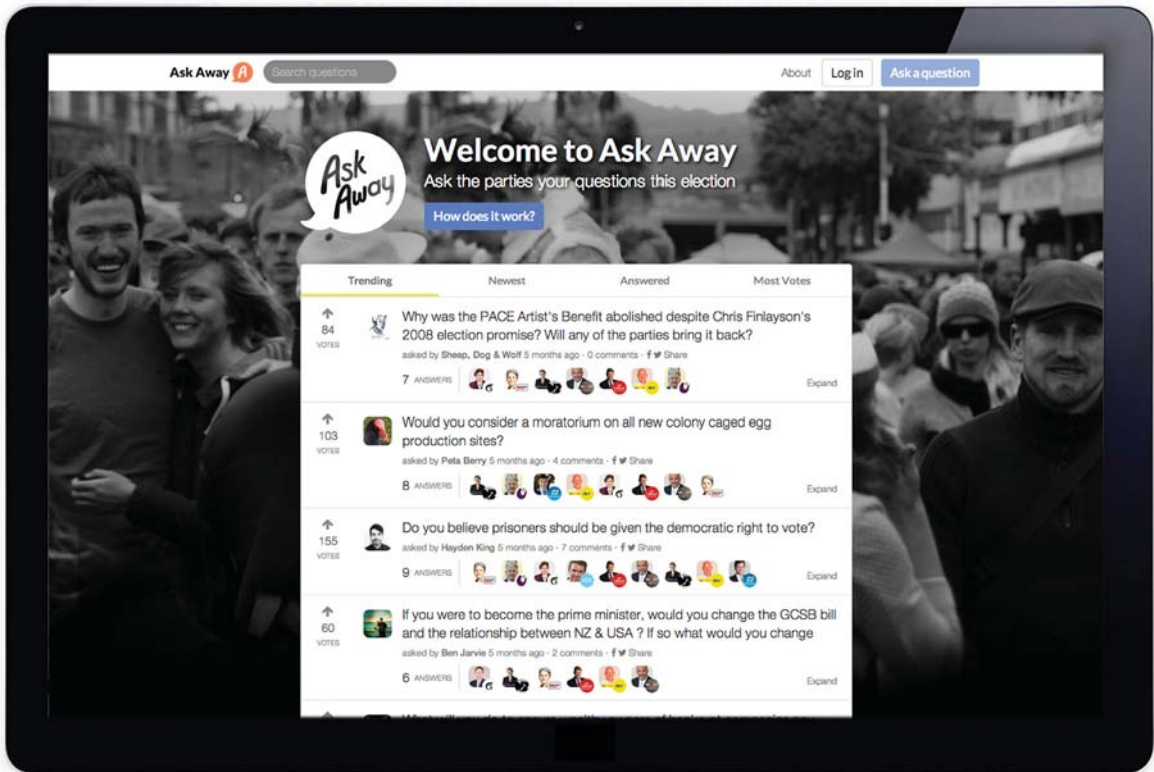 Ask Away A
Search questions
About
Log in
Ask a question
Ask
Away
Welcome to Ask Away
Ask the parties your questions this election
How does it work?
Trending
Newest
Answered
Most Votes
84
VOTES
Why was the PACE Artist's Benefit abolished despite Chris Finlayson's
2008 election promise? Will any of the parties bring it back?
asked by Sheep, Dog & Wolf 5 months ago · 0 comments · f Share
7 ANSWERS
Expand
103
VOTES
Would you consider a moratorium on all new colony caged egg
production sites?
asked by Peta Berry 5 months ago · 4 comments · f Share
8 ANSWERS
Expand
155
VOTES
Do you believe prisoners should be given the democratic right to vote?
asked by Hayden King 5 months ago · 7 comments · f Share
9 ANSWERS
Expand
60
VOTES
If you were to become the prime minister, would you change the GCSB bill
and the relationship between NZ & USA ? If so what would you change
asked by Ben Jarvie 5 months ago · 2 comments · f Share
6 ANSWERS
Expand